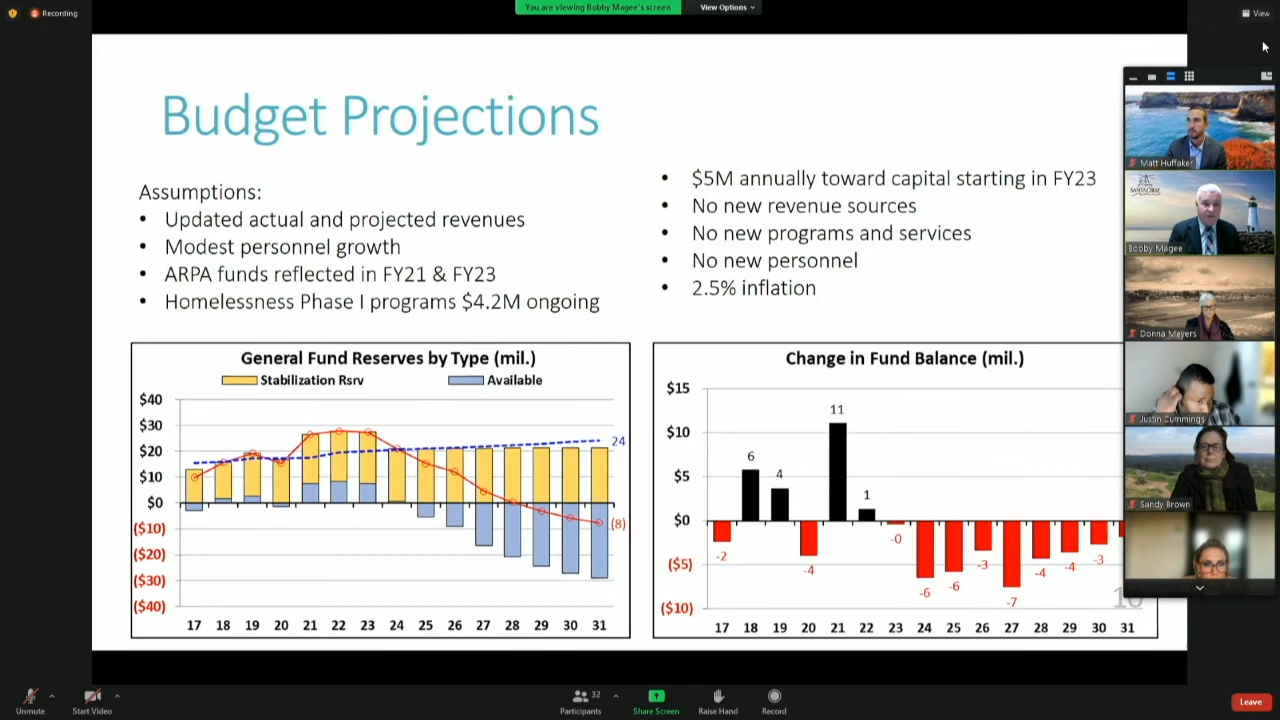 Recording
You are viewing Bobby Magee's screen
View Options
View
Budget Projections
Assumptions:
• Updated actual and projected revenues
• Modest personnel growth
• ARPA funds reflected in FY21 & FY23
• Homelessness Phase I programs $4.2M ongoing
• $5M annually toward capital starting in FY23
• No new revenue sources
• No new programs and services
• No new personnel
• 2.5% inflation
General Fund Reserves by Type (mil.)
Stabilization Rsrv Available
$40
$30
$20
$10
$0
($10)
($20)
($30)
($40)
24
(8)
17 18 19 20 21 22 23 24 25 26 27 28 29 30 31
Change in Fund Balance (mil.)
$15
$10
$5
$0
($5)
($10)
-2 6 4 -4 11 1 -0 -6 -6 -3 -7 -4 -4 -3
17 18 19 20 21 22 23 24 25 26 27 28 29 30 31
Matt Huffaker
SANTA CRUZ
Bobby Magee
Donna Meyers
Justin Cummings
Sandy Brown
Unmute
Start Video
32
Participants
Share Screen
Raise Hand
Record
Leave